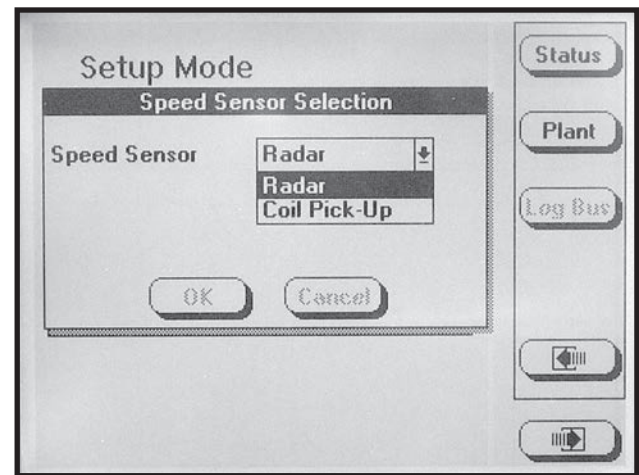 Setup Mode
Speed Sensor Selection
Speed Sensor Radar
Radar
Coil Pick-Up
OK Cancel
Status
Plant
Log Bus